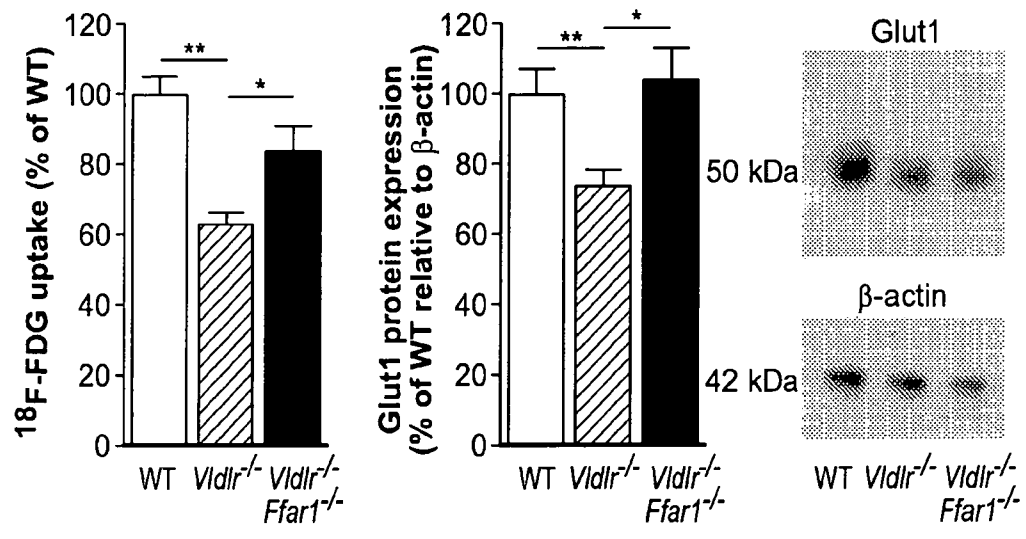 18F-FDG uptake (% of WT)
120
100
80
60
40
20
0
**
*
WT
Vldlr-/-
Vldlr-/-
Ffar1-/-
Glut1 protein expression
(% of WT relative to β-actin)
120
100
80
60
40
20
0
**
*
WT
Vldlr-/-
Vldlr-/-
Ffar1-/-
Glut1
50 kDa
β-actin
42 kDa
WT
Vldlr-/-
Vldlr-/-
Ffar1-/-